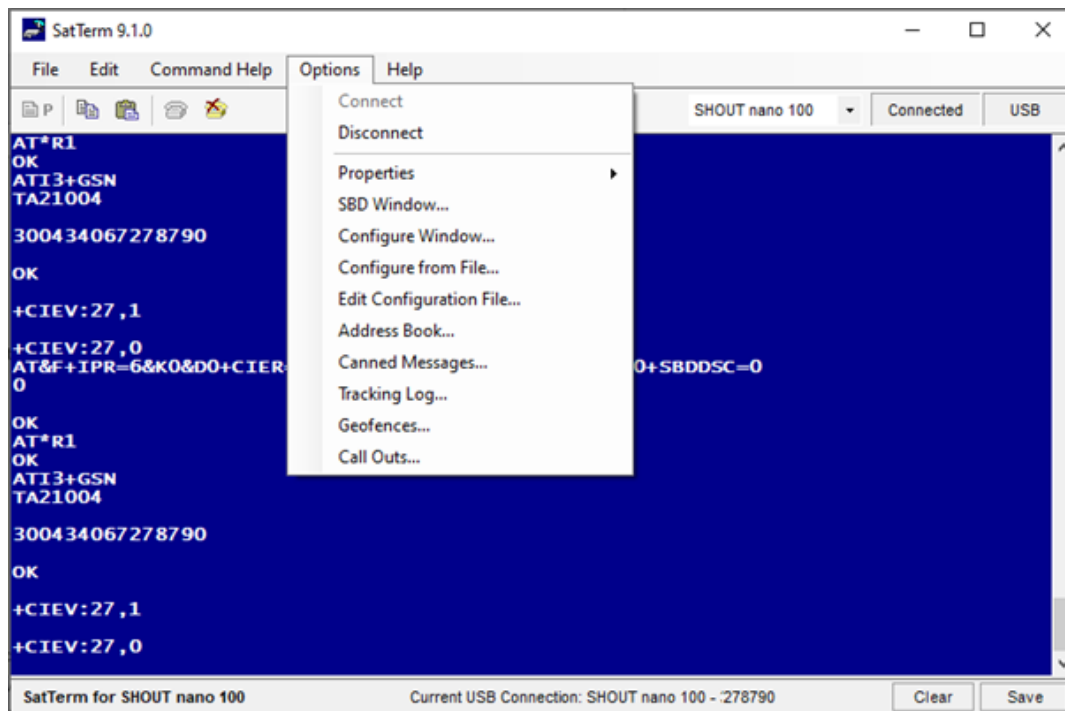 SatTerm 9.1.0
File Edit Command Help Options Help
P SHOUT nano 100 Connected USB
Connect
Disconnect
Properties
SBD Window...
Configure Window...
Configure from File...
Edit Configuration File...
Address Book...
Canned Messages...
Tracking Log...
Geofences...
Call Outs...
AT*R1
OK
ATI3+GSN
TA21004
300434067278790
OK
+CIEV:27,1
+CIEV:27,0
AT&F+IPR=6&K0&D0+CIER= 0+SBDDSC=0
0
OK
AT*R1
OK
ATI3+GSN
TA21004
300434067278790
OK
+CIEV:27,1
+CIEV:27,0
SatTerm for SHOUT nano 100 Current USB Connection: SHOUT nano 100 - :278790 Clear Save